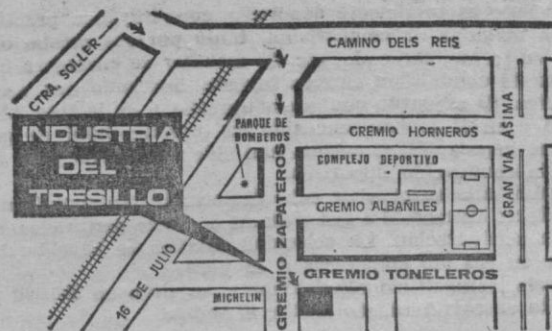 CAMINO DELS REIS
CTRA. SOLLER
INDUSTRIA
DEL
TRESILLO
PARQUE DE
BOMBEROS
GREMIO HORNEROS
COMPLEJO DEPORTIVO
GREMIO ALBAÑILES
GRAN VIA ASIMA
GREMIO ZAPATEROS
16 DE JULIO
GREMIO TONELEROS
MICHELIN